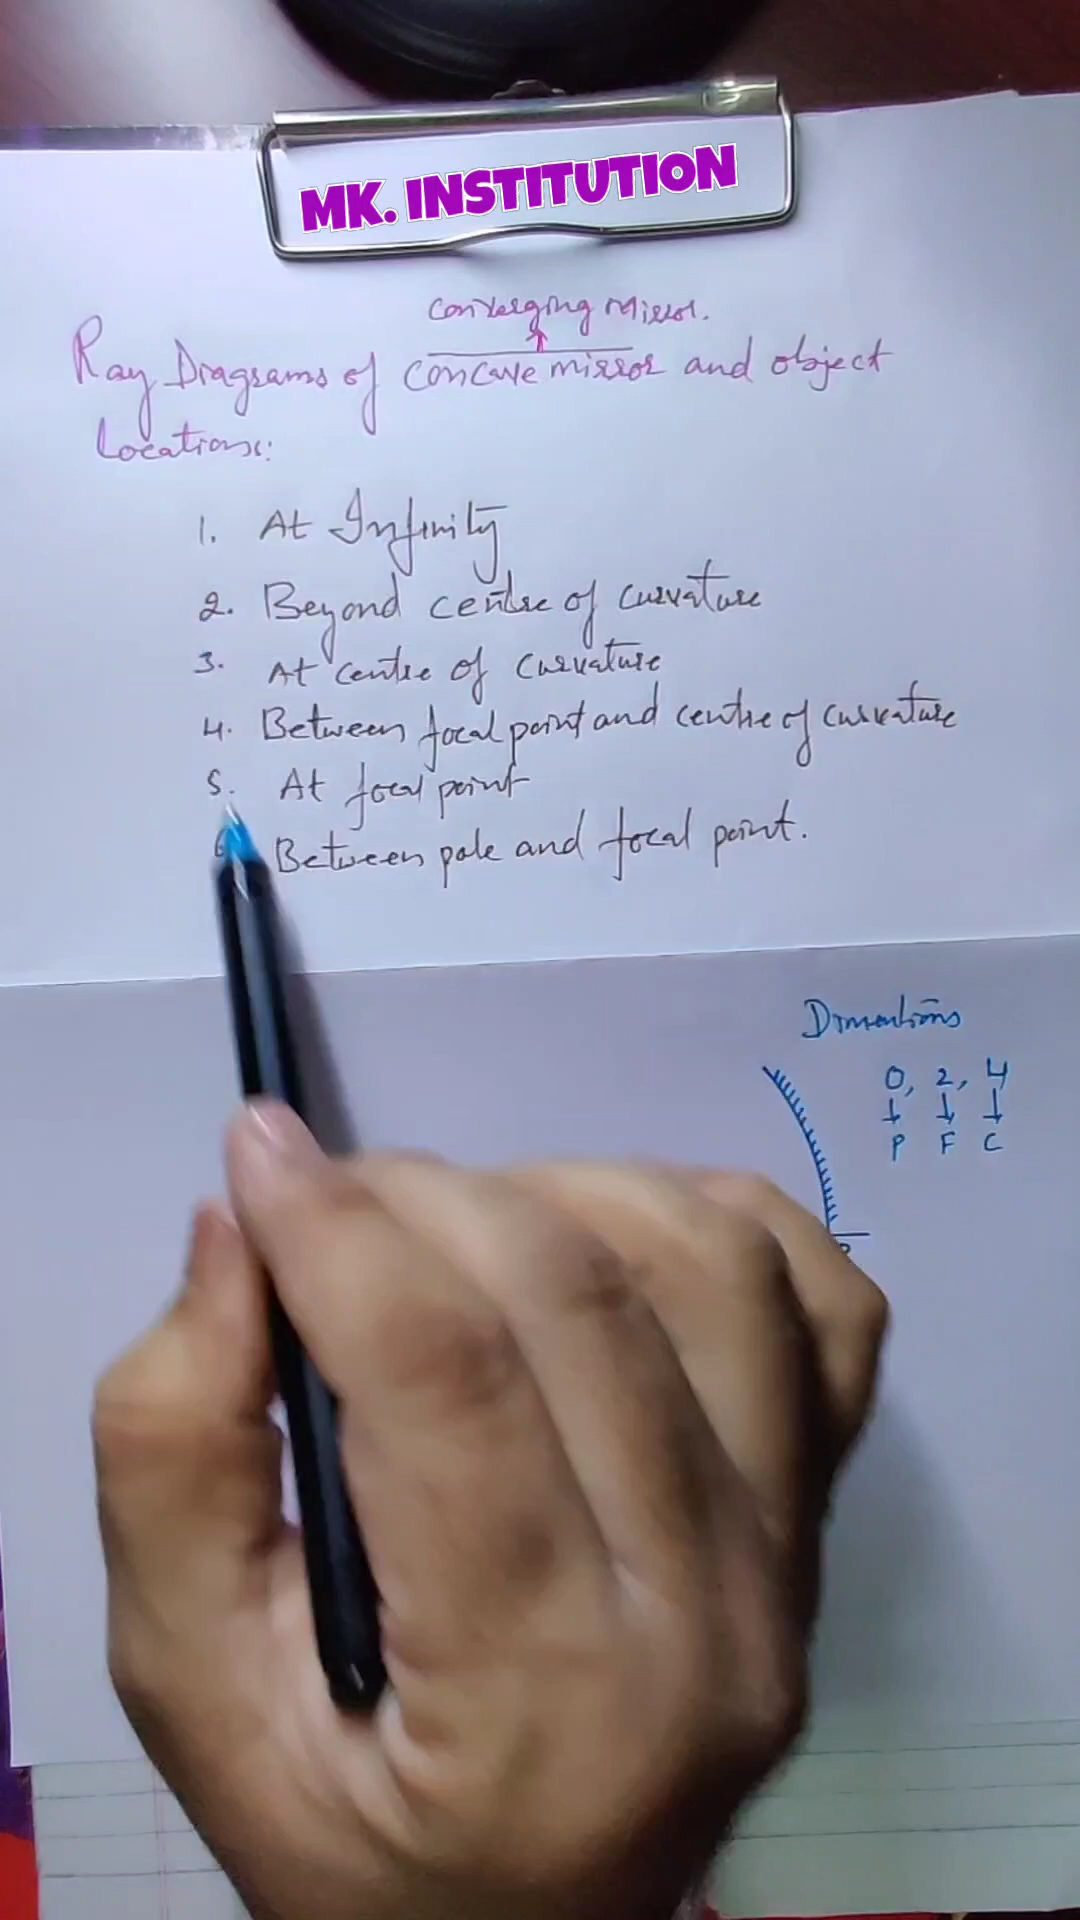 MK. INSTITUTION
Converging Mirror.
Ray Diagrams of concave mirror and object
Locations:
1. At Infinity
2. Beyond centre of curvature
3. At centre of curvature
4. Between focal point and centre of curvature
5. At focal point
6 Between pole and focal point.
Dimentions
0, 2, 4
P F C